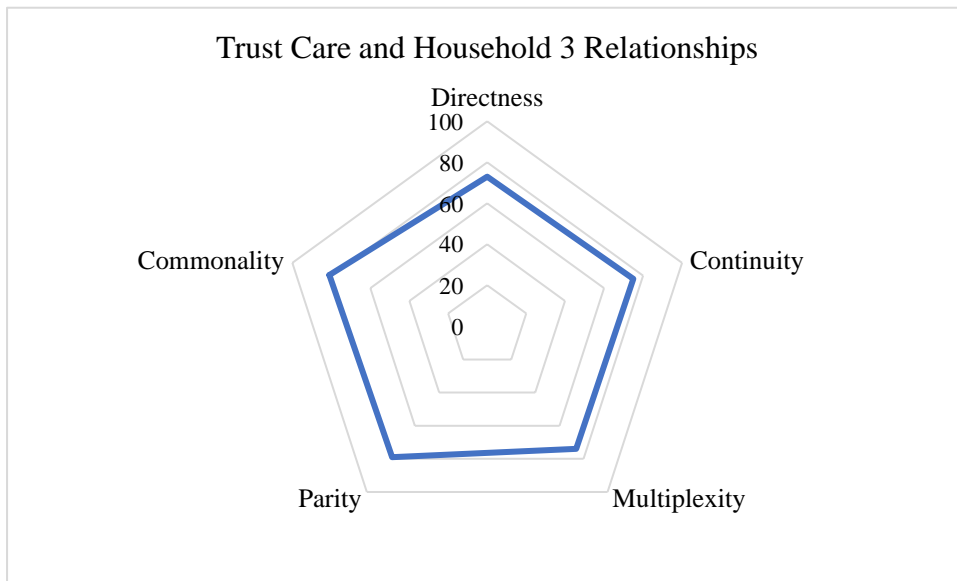 Trust Care and Household 3 Relationships
Directness
100
80
60
40
20
0
Commonality
Continuity
Parity
Multiplexity